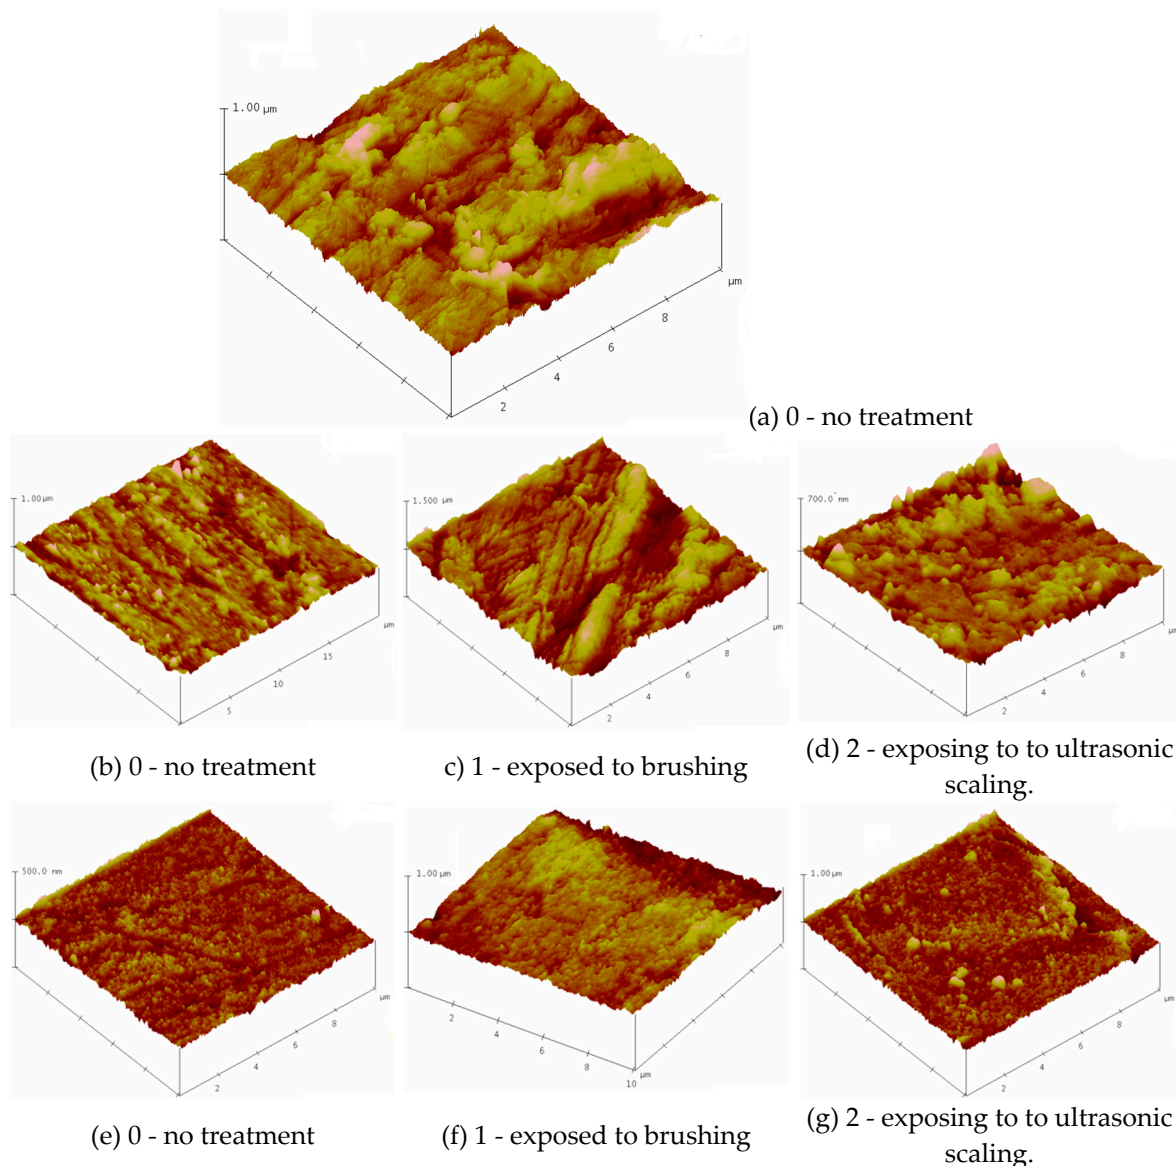 1.00 µm
µm
8
6
4
2
(a) 0 - no treatment
1.00 µm
µm
15
10
5
1.500 µm
µm
8
6
4
2
700.0 nm
µm
8
6
4
2
(b) 0 - no treatment
c) 1 - exposed to brushing
(d) 2 - exposing to to ultrasonic
scaling.
500.0 nm
µm
8
6
4
2
1.00 µm
2
4
6
8
10 µm
1.00 µm
µm
8
6
4
2
(e) 0 - no treatment
(f) 1 - exposed to brushing
(g) 2 - exposing to to ultrasonic
scaling.